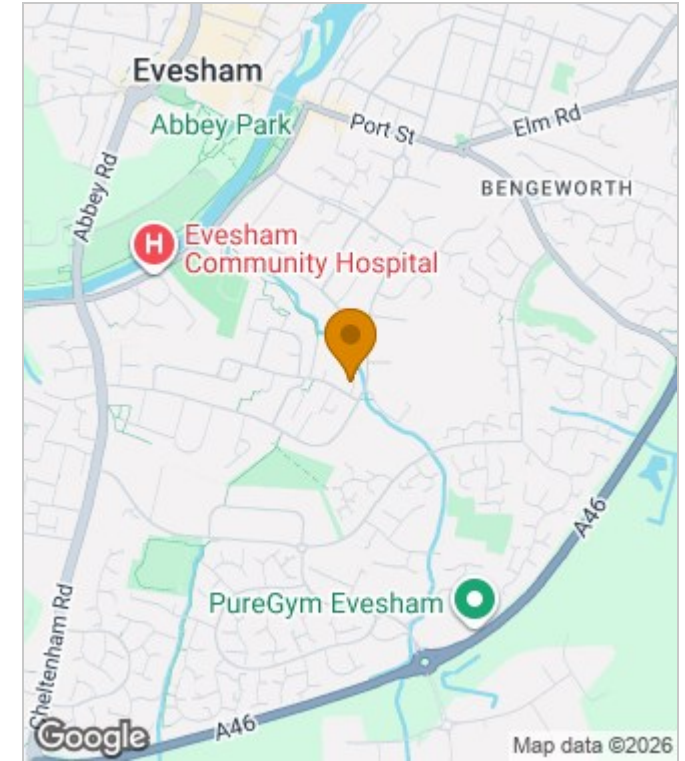 Evesham
Abbey Park
Port St
Elm Rd
BENGEWORTH
Abbey Rd
H
Evesham
Community Hospital
A46
PureGym Evesham
Cheltenham Rd
A46
Google
Map data ©2026